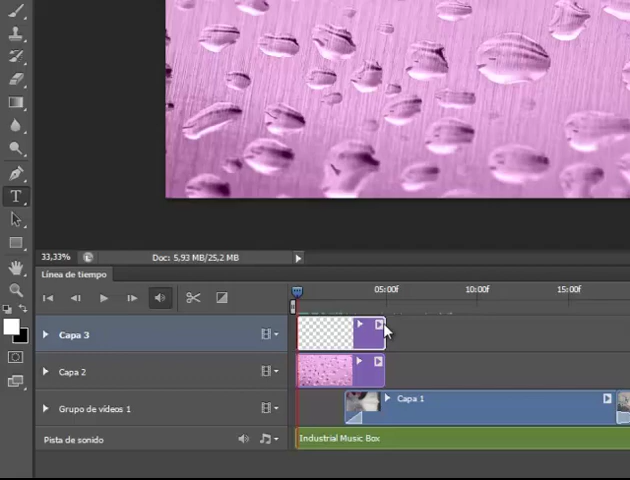 T
33,33%
Doc: 5,93 MB/25,2 MB
Línea de tiempo
05:00f 10:00f 15:00f
Capa 3
Capa 2
Grupo de vídeos 1
Capa 1
Pista de sonido
Industrial Music Box